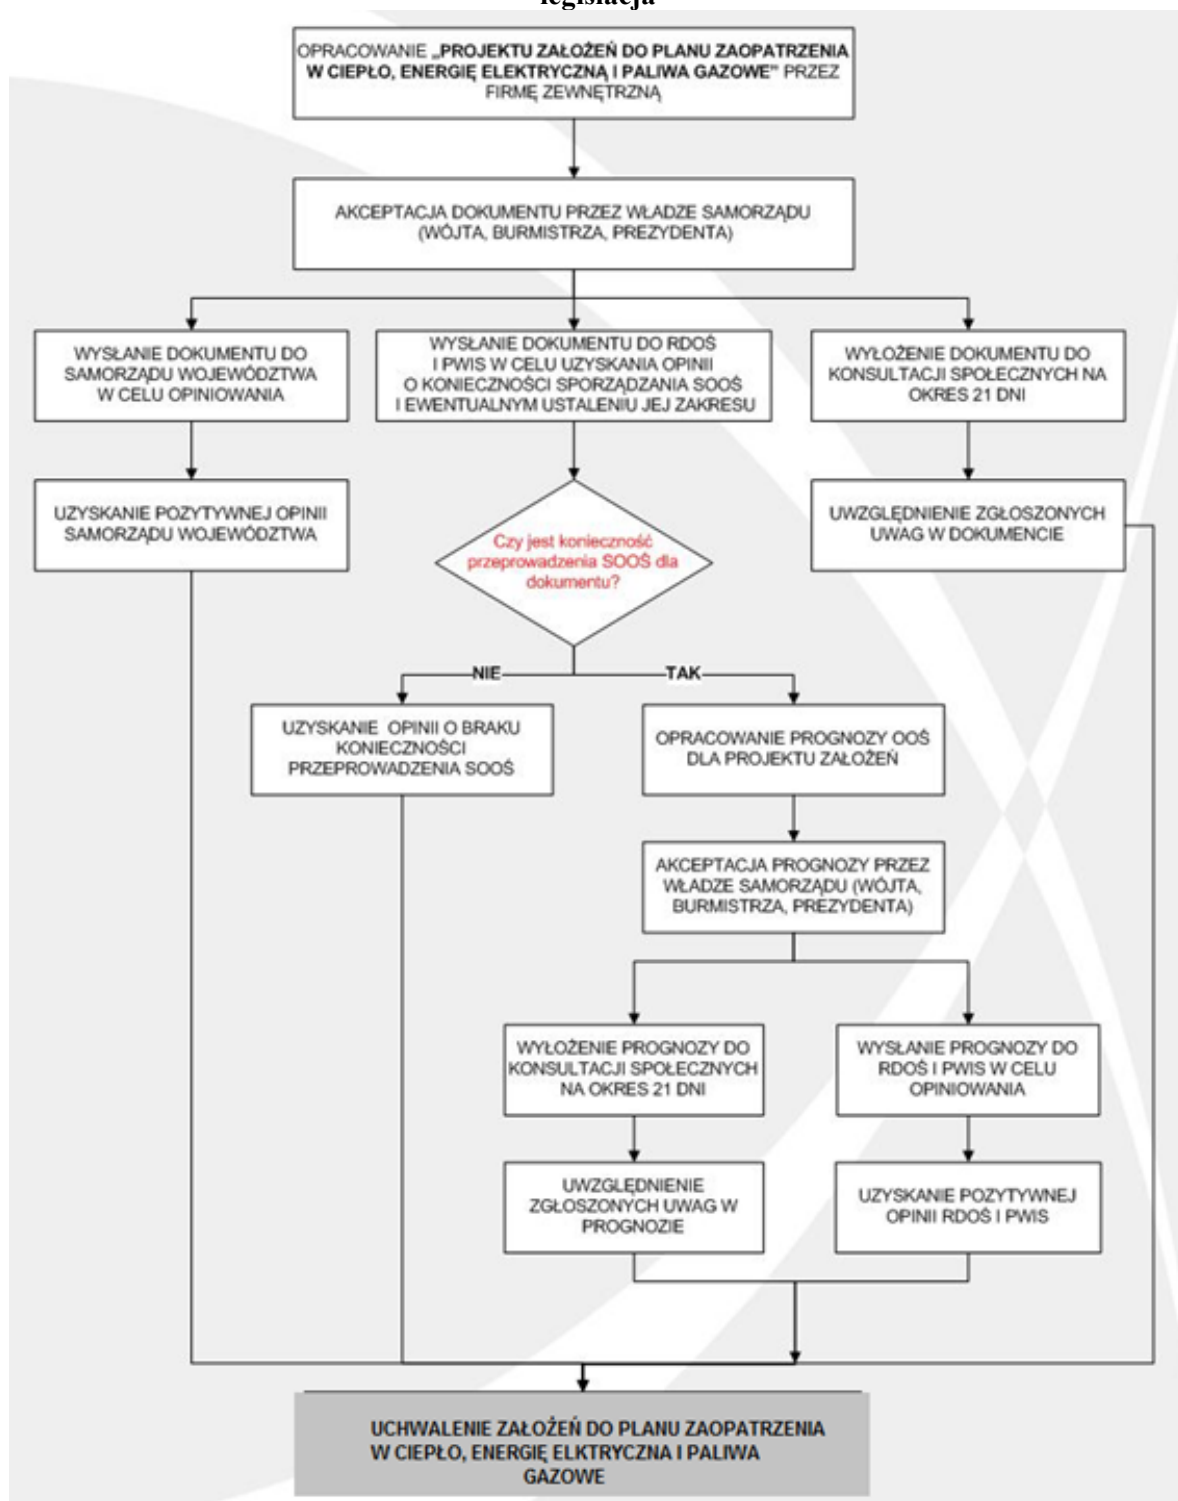 legislacja
OPRACOWANIE „PROJEKTU ZAŁOŻEŃ DO PLANU ZAOPATRZENIA
W CIEPŁO, ENERGIĘ ELEKTRYCZNĄ I PALIWA GAZOWE” PRZEZ
FIRMĘ ZEWNĘTRZNĄ
AKCEPTACJA DOKUMENTU PRZEZ WŁADZE SAMORZĄDU
(WÓJTA, BURMISTRZA, PREZYDENTA)
WYSŁANIE DOKUMENTU DO
SAMORZĄDU WOJEWÓDZTWA
W CELU OPINIOWANIA
WYSŁANIE DOKUMENTU DO RDOŚ
I PWIS W CELU UZYSKANIA OPINII
O KONIECZNOŚCI SPORZĄDZANIA SOOŚ
I EWENTUALNYM USTALENIU JEJ ZAKRESU
WYŁOŻENIE DOKUMENTU DO
KONSULTACJI SPOŁECZNYCH NA
OKRES 21 DNI
UZYSKANIE POZYTYWNEJ OPINII
SAMORZĄDU WOJEWÓDZTWA
Czy jest konieczność
przeprowadzenia SOOŚ dla
dokumentu?
UWZGLĘDNIENIE ZGŁOSZONYCH
UWAG W DOKUMENCIE
NIE
TAK
UZYSKANIE OPINII O BRAKU
KONIECZNOŚCI
PRZEPROWADZENIA SOOŚ
OPRACOWANIE PROGNOZY OOŚ
DLA PROJEKTU ZAŁOŻEŃ
AKCEPTACJA PROGNOZY PRZEZ
WŁADZE SAMORZĄDU (WÓJTA,
BURMISTRZA, PREZYDENTA)
WYŁOŻENIE PROGNOZY DO
KONSULTACJI SPOŁECZNYCH
NA OKRES 21 DNI
WYSŁANIE PROGNOZY DO
RDOŚ I PWIS W CELU
OPINIOWANIA
UWZGLĘDNIENIE
ZGŁOSZONYCH UWAG W
PROGNOZIE
UZYSKANIE POZYTYWNEJ
OPINII RDOŚ I PWIS
UCHWALENIE ZAŁOŻEŃ DO PLANU ZAOPATRZENIA
W CIEPŁO, ENERGIĘ ELKTRYCZNA I PALIWA
GAZOWE